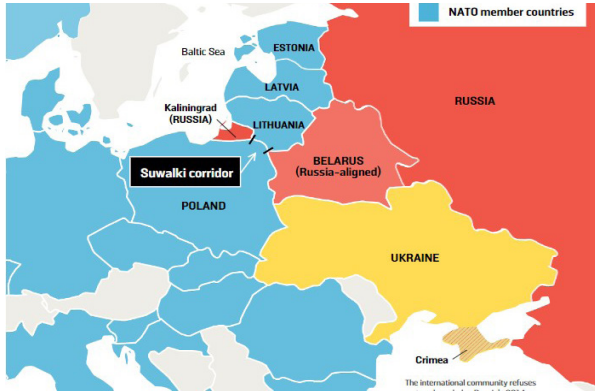 NATO member countries
Baltic Sea
ESTONIA
LATVIA
RUSSIA
Kaliningrad
(RUSSIA)
LITHUANIA
BELARUS
(Russia-aligned)
Suwalki corridor
POLAND
UKRAINE
Crimea
The international community refuses